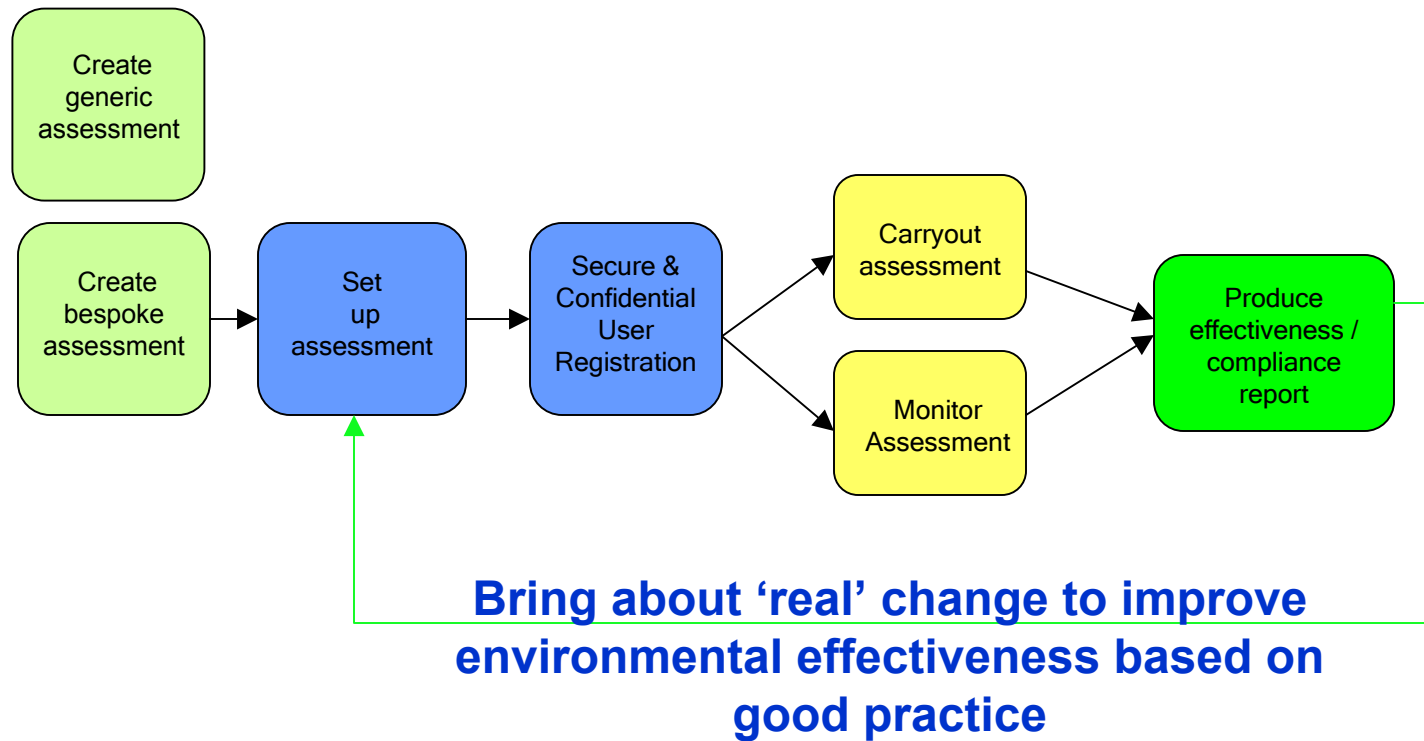 Create
generic
assessment
Create
bespoke
assessment
Set
up
assessment
Secure &
Confidential
User
Registration
Carryout
assessment
Monitor
Assessment
Produce
effectiveness /
compliance
report
Bring about ‘real’ change to improve
environmental effectiveness based on
good practice